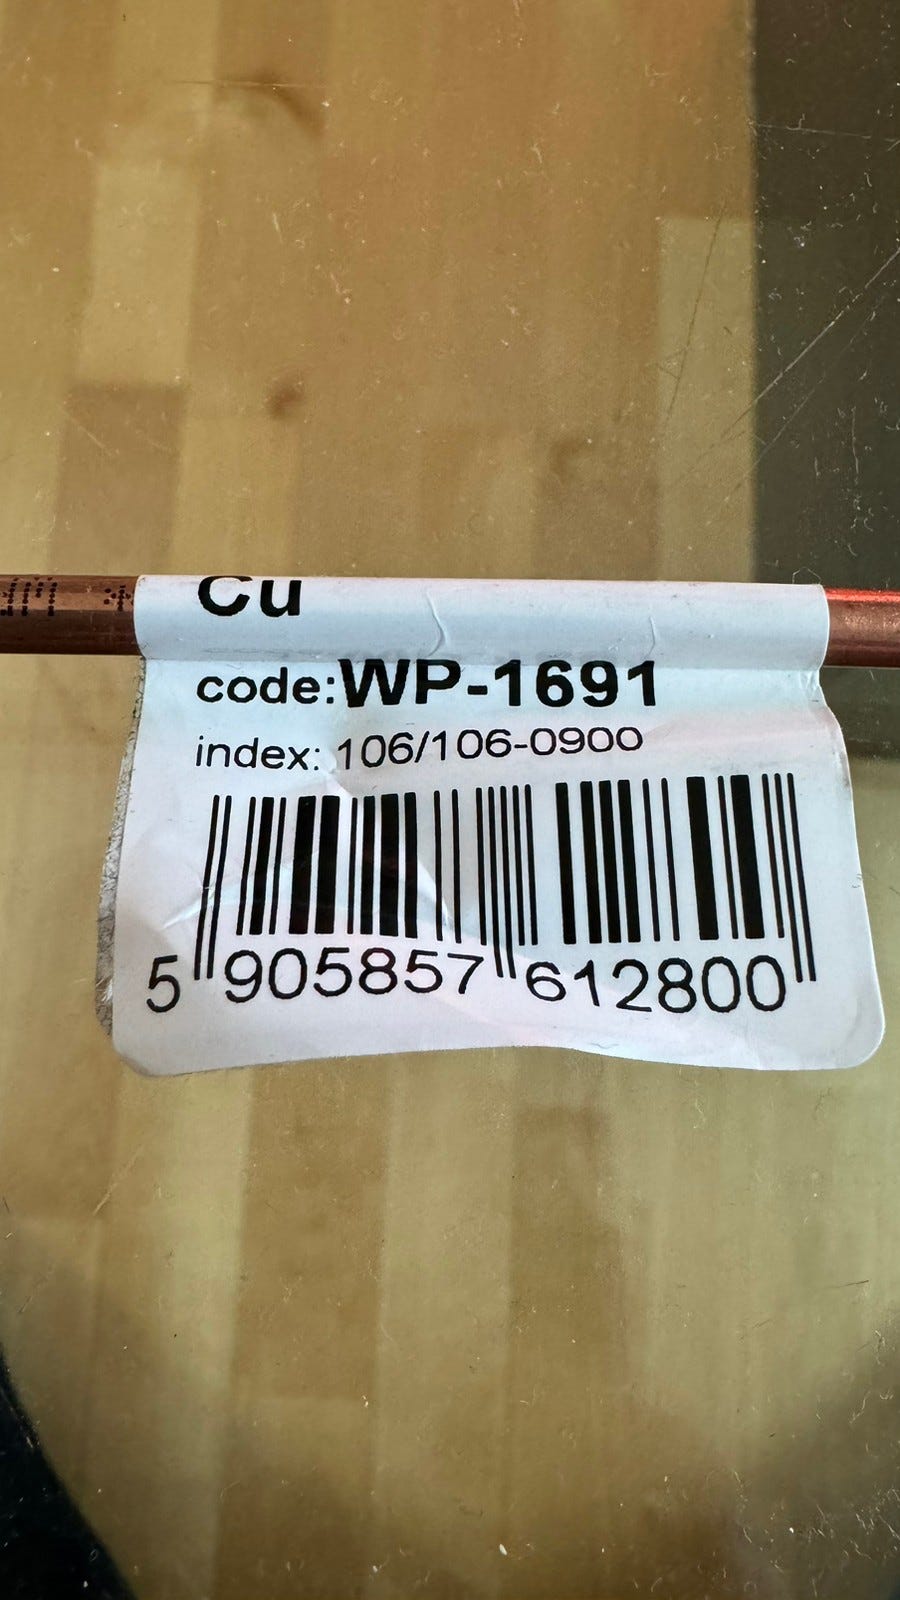 Cu
code:WP-1691
index: 106/106-0900
5 905857 612800